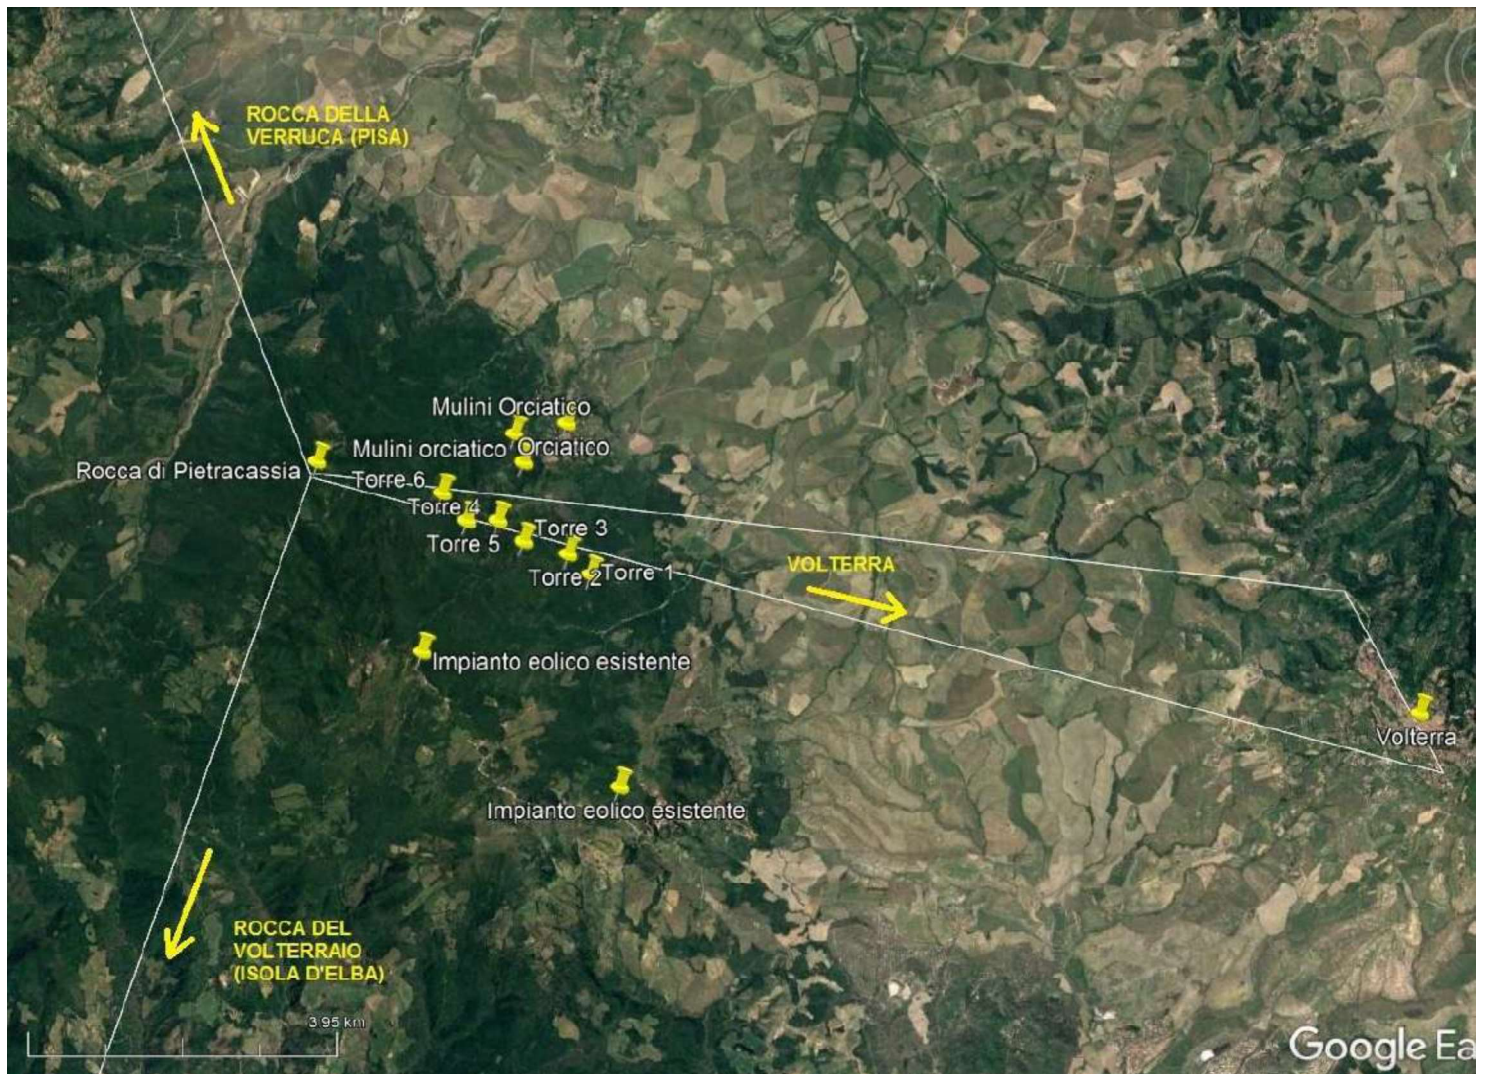 ROCCA DELLA
VERRUCA (PISA)
Mulini Orciatico
Mulini orciatico
Orciatico
Rocca di Pietracassia
Torre 6
Torre 4
Torre 3
Torre 5
Torre 2
Torre 1
VOLTERRA
Impianto eolico esistente
Volterra
Impianto eolico esistente
ROCCA DEL
VOLTERRAIO
(ISOLA D'ELBA)
3.95 km
Google Ea